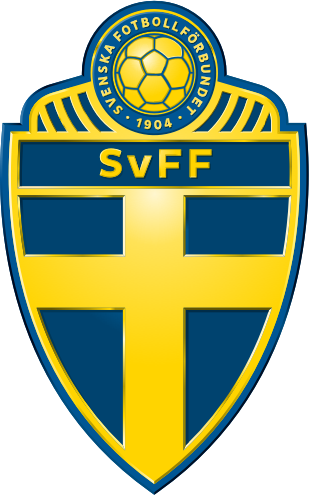 SVENSKA FOTBOLLFÖRBUNDET
· 1904 ·
SvFF